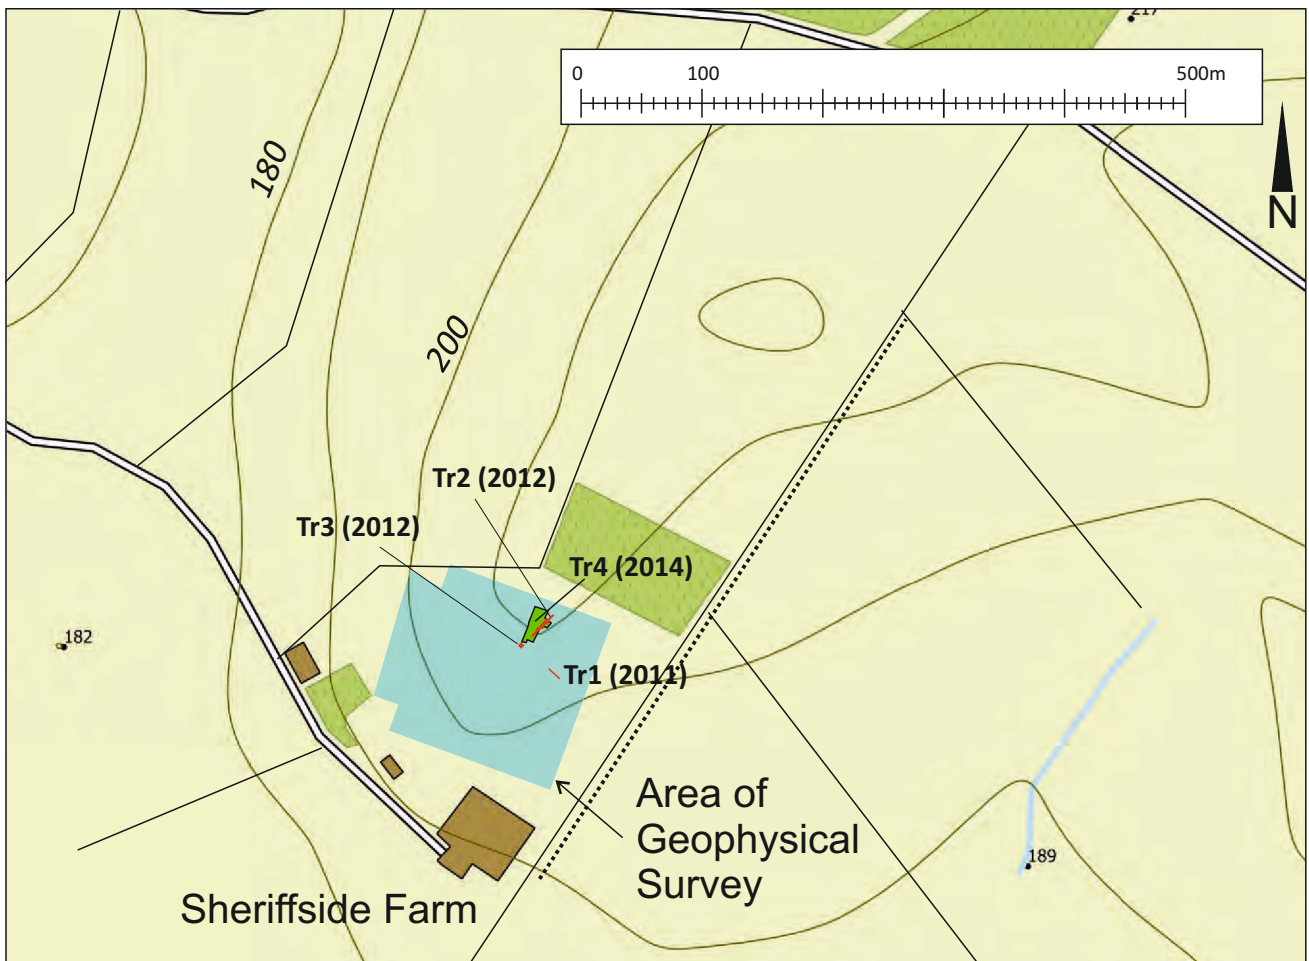 217
0 100 500m
180
N
200
Tr2 (2012)
Tr3 (2012)
Tr4 (2014)
182
Tr1 (2011)
Area of
Geophysical
Survey
189
Sheriffside Farm